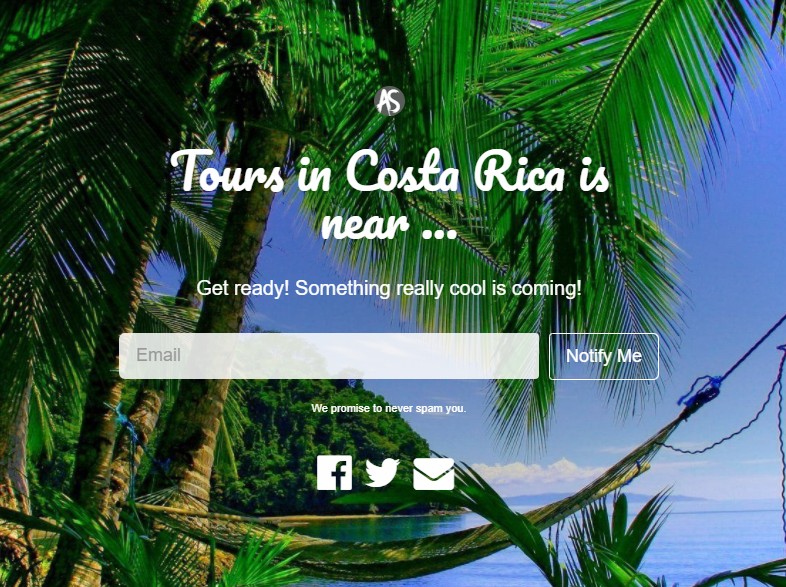 AS
Tours in Costa Rica is
near ...
Get ready! Something really cool is coming!
Email
Notify Me
We promise to never spam you.